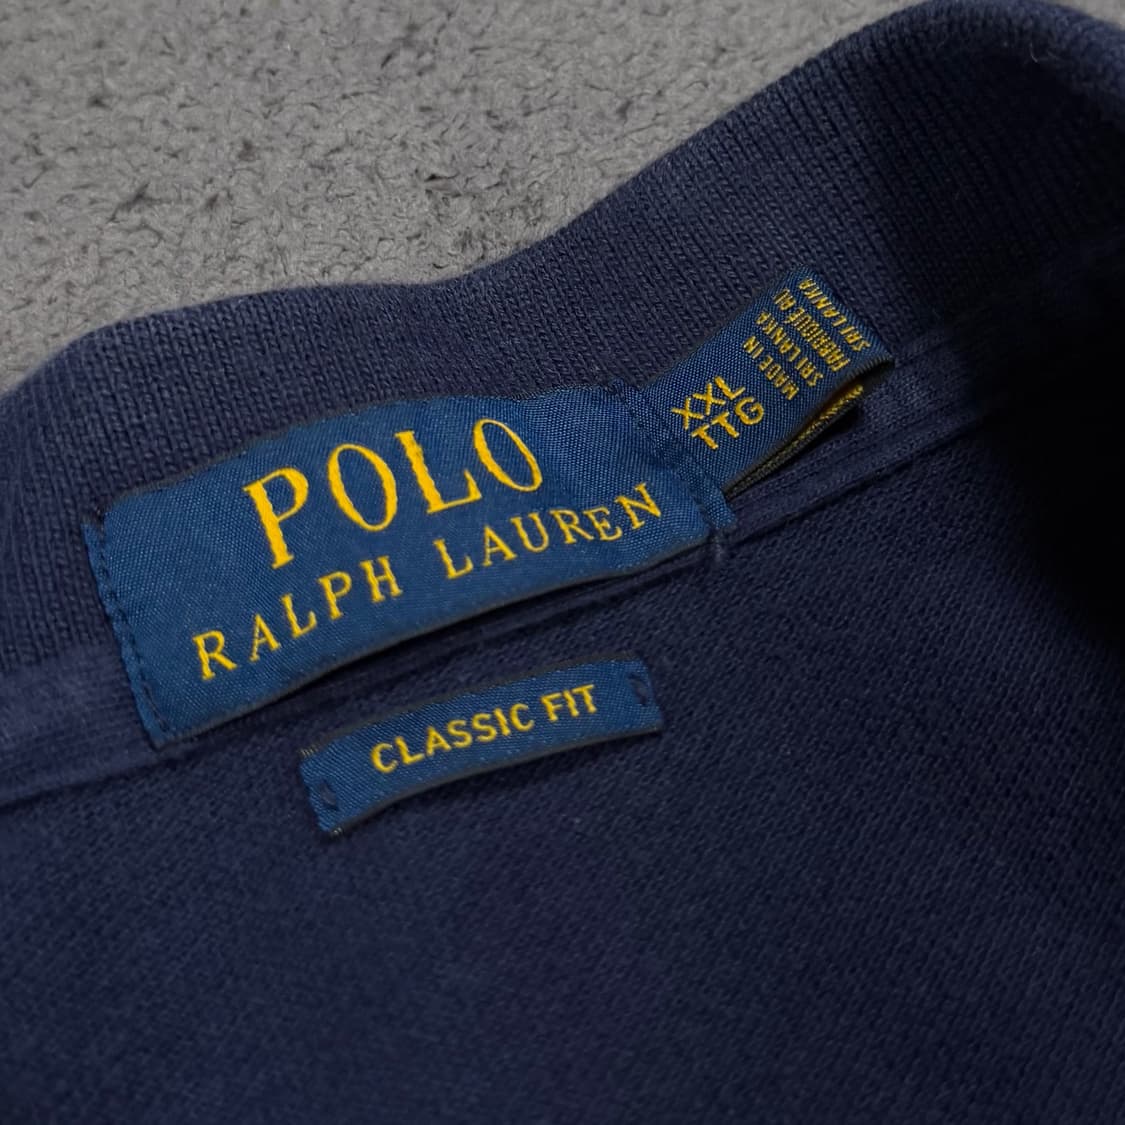 POLO
RALPH LAUREN
XXL
TTG
MADE IN
SRI LANKA
FABRIQUÉ AU
SRI LANKA
CLASSIC FIT